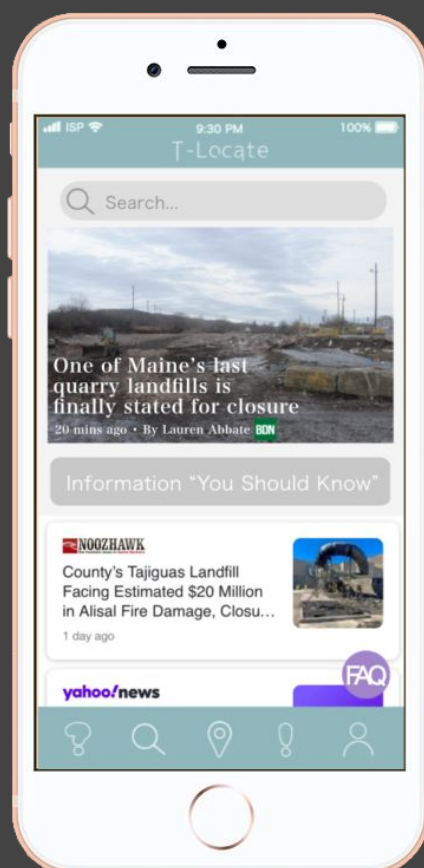 ISP 9:30 PM 100%
T-Locate
Search...
One of Maine's last
quarry landfills is
finally stated for closure
20 mins ago • By Lauren Abbate BDN
Information "You Should Know"
NOOZHAWK
County's Tajiguas Landfill
Facing Estimated $20 Million
in Alisal Fire Damage, Closu...
1 day ago
FAQ
yahoo!news